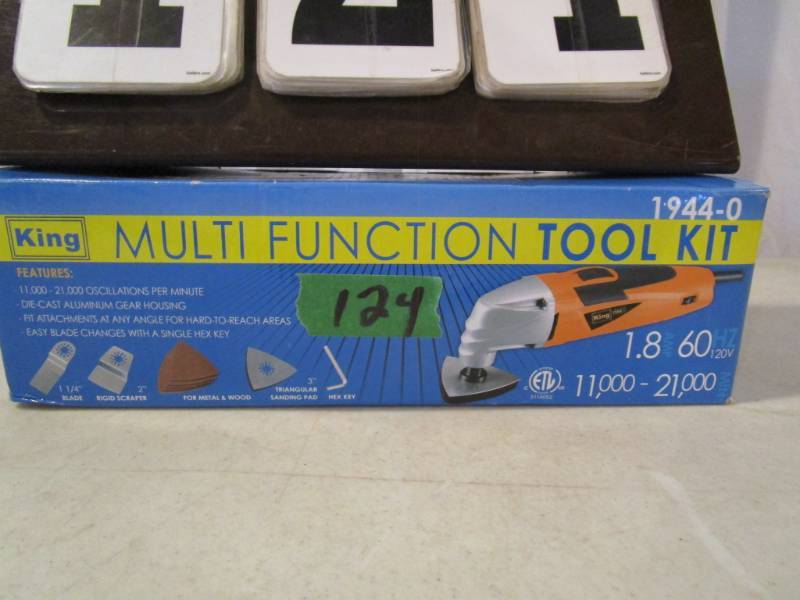 1944-0
King MULTI FUNCTION TOOL KIT
FEATURES:
- 11,000 - 21,000 OSCILLATIONS PER MINUTE
- DIE-CAST ALUMINUM GEAR HOUSING
- FIT ATTACHMENTS AT ANY ANGLE FOR HARD-TO-REACH AREAS
- EASY BLADE CHANGES WITH A SINGLE HEX KEY
124
King
1.8 AMP 60HZ
120V
ETL
11,000 - 21,000
1 1/4"
BLADE
2"
RIGID SCRAPER
FOR METAL & WOOD
3"
TRIANGULAR
SANDING PAD
HEX KEY